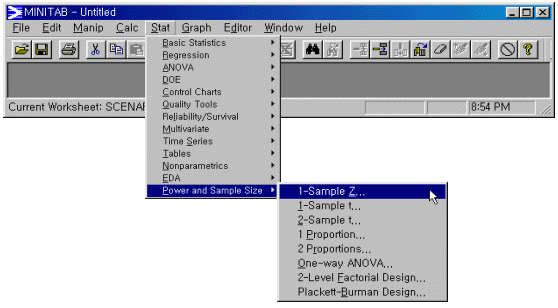 MINITAB - Untitled
File Edit Manip Calc Stat Graph Editor Window Help
Basic Statistics
Regression
ANOVA
DOE
Control Charts
Quality Tools
Reliability/Survival
Multivariate
Time Series
Tables
Nonparametrics
EDA
Power and Sample Size
Current Worksheet: SCENAR
8:54 PM
1-Sample Z...
1-Sample t...
2-Sample t...
1 Proportion...
2 Proportions...
One-way ANOVA...
2-Level Factorial Design...
Plackett-Burman Design...